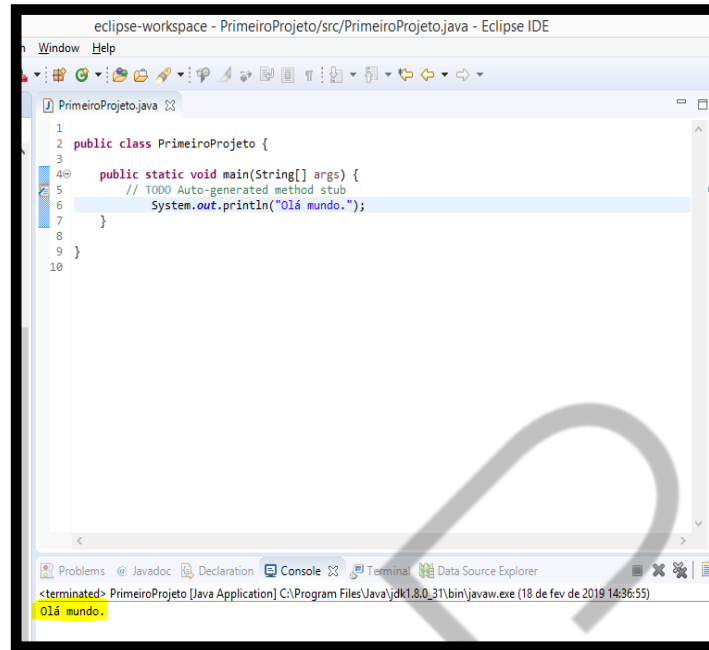 eclipse-workspace - PrimeiroProjeto/src/PrimeiroProjeto.java - Eclipse IDE
Window Help
PrimeiroProjeto.java
1
2 public class PrimeiroProjeto {
3
4 public static void main(String[] args) {
5 // TODO Auto-generated method stub
6 System.out.println("Olá mundo.");
7 }
8
9 }
10
Problems @ Javadoc Declaration Console Terminal Data Source Explorer
<terminated> PrimeiroProjeto [Java Application] C:\Program Files\Java\jdk1.8.0_31\bin\javaw.exe (18 de fev de 2019 14:36:55)
Olá mundo.